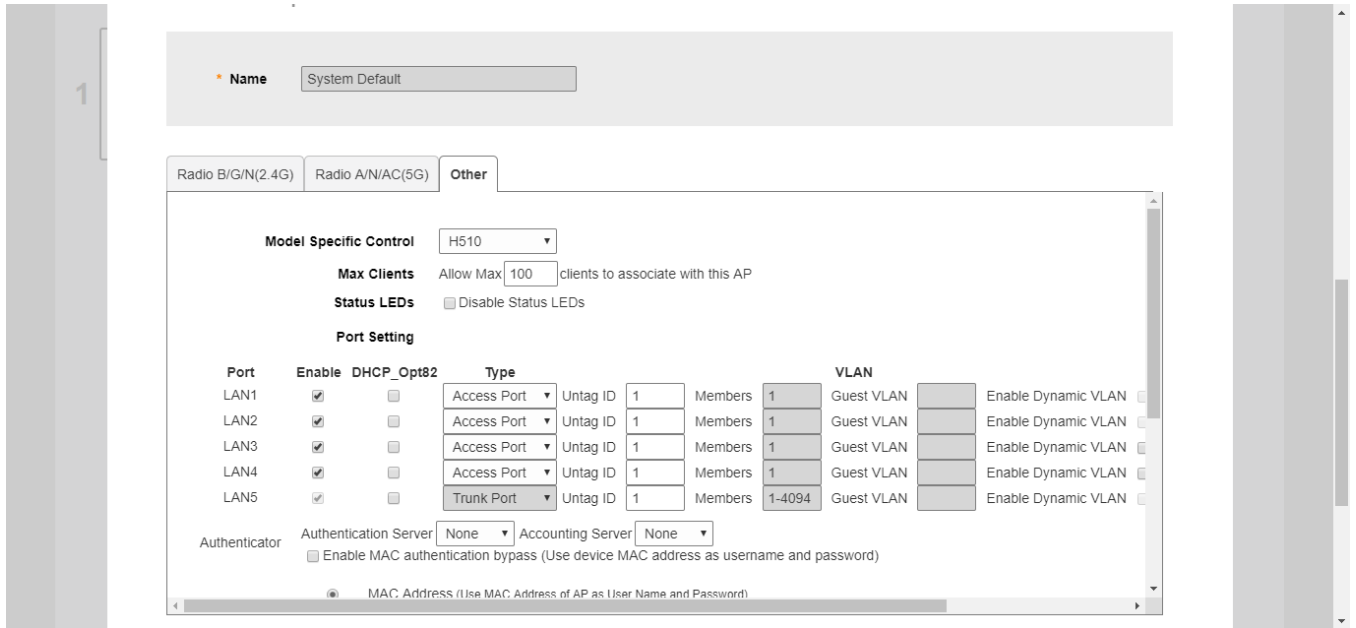 1
* Name System Default
Radio B/G/N(2.4G) Radio A/N/AC(5G) Other
Model Specific Control H510
Max Clients Allow Max 100 clients to associate with this AP
Status LEDs Disable Status LEDs
Port Setting
Port Enable DHCP_Opt82 Type VLAN
LAN1 Access Port Untag ID 1 Members 1 Guest VLAN Enable Dynamic VLAN
LAN2 Access Port Untag ID 1 Members 1 Guest VLAN Enable Dynamic VLAN
LAN3 Access Port Untag ID 1 Members 1 Guest VLAN Enable Dynamic VLAN
LAN4 Access Port Untag ID 1 Members 1 Guest VLAN Enable Dynamic VLAN
LAN5 Trunk Port Untag ID 1 Members 1-4094 Guest VLAN Enable Dynamic VLAN
Authenticator Authentication Server None Accounting Server None
Enable MAC authentication bypass (Use device MAC address as username and password)
MAC Address (Use MAC Address of AP as User Name and Password)